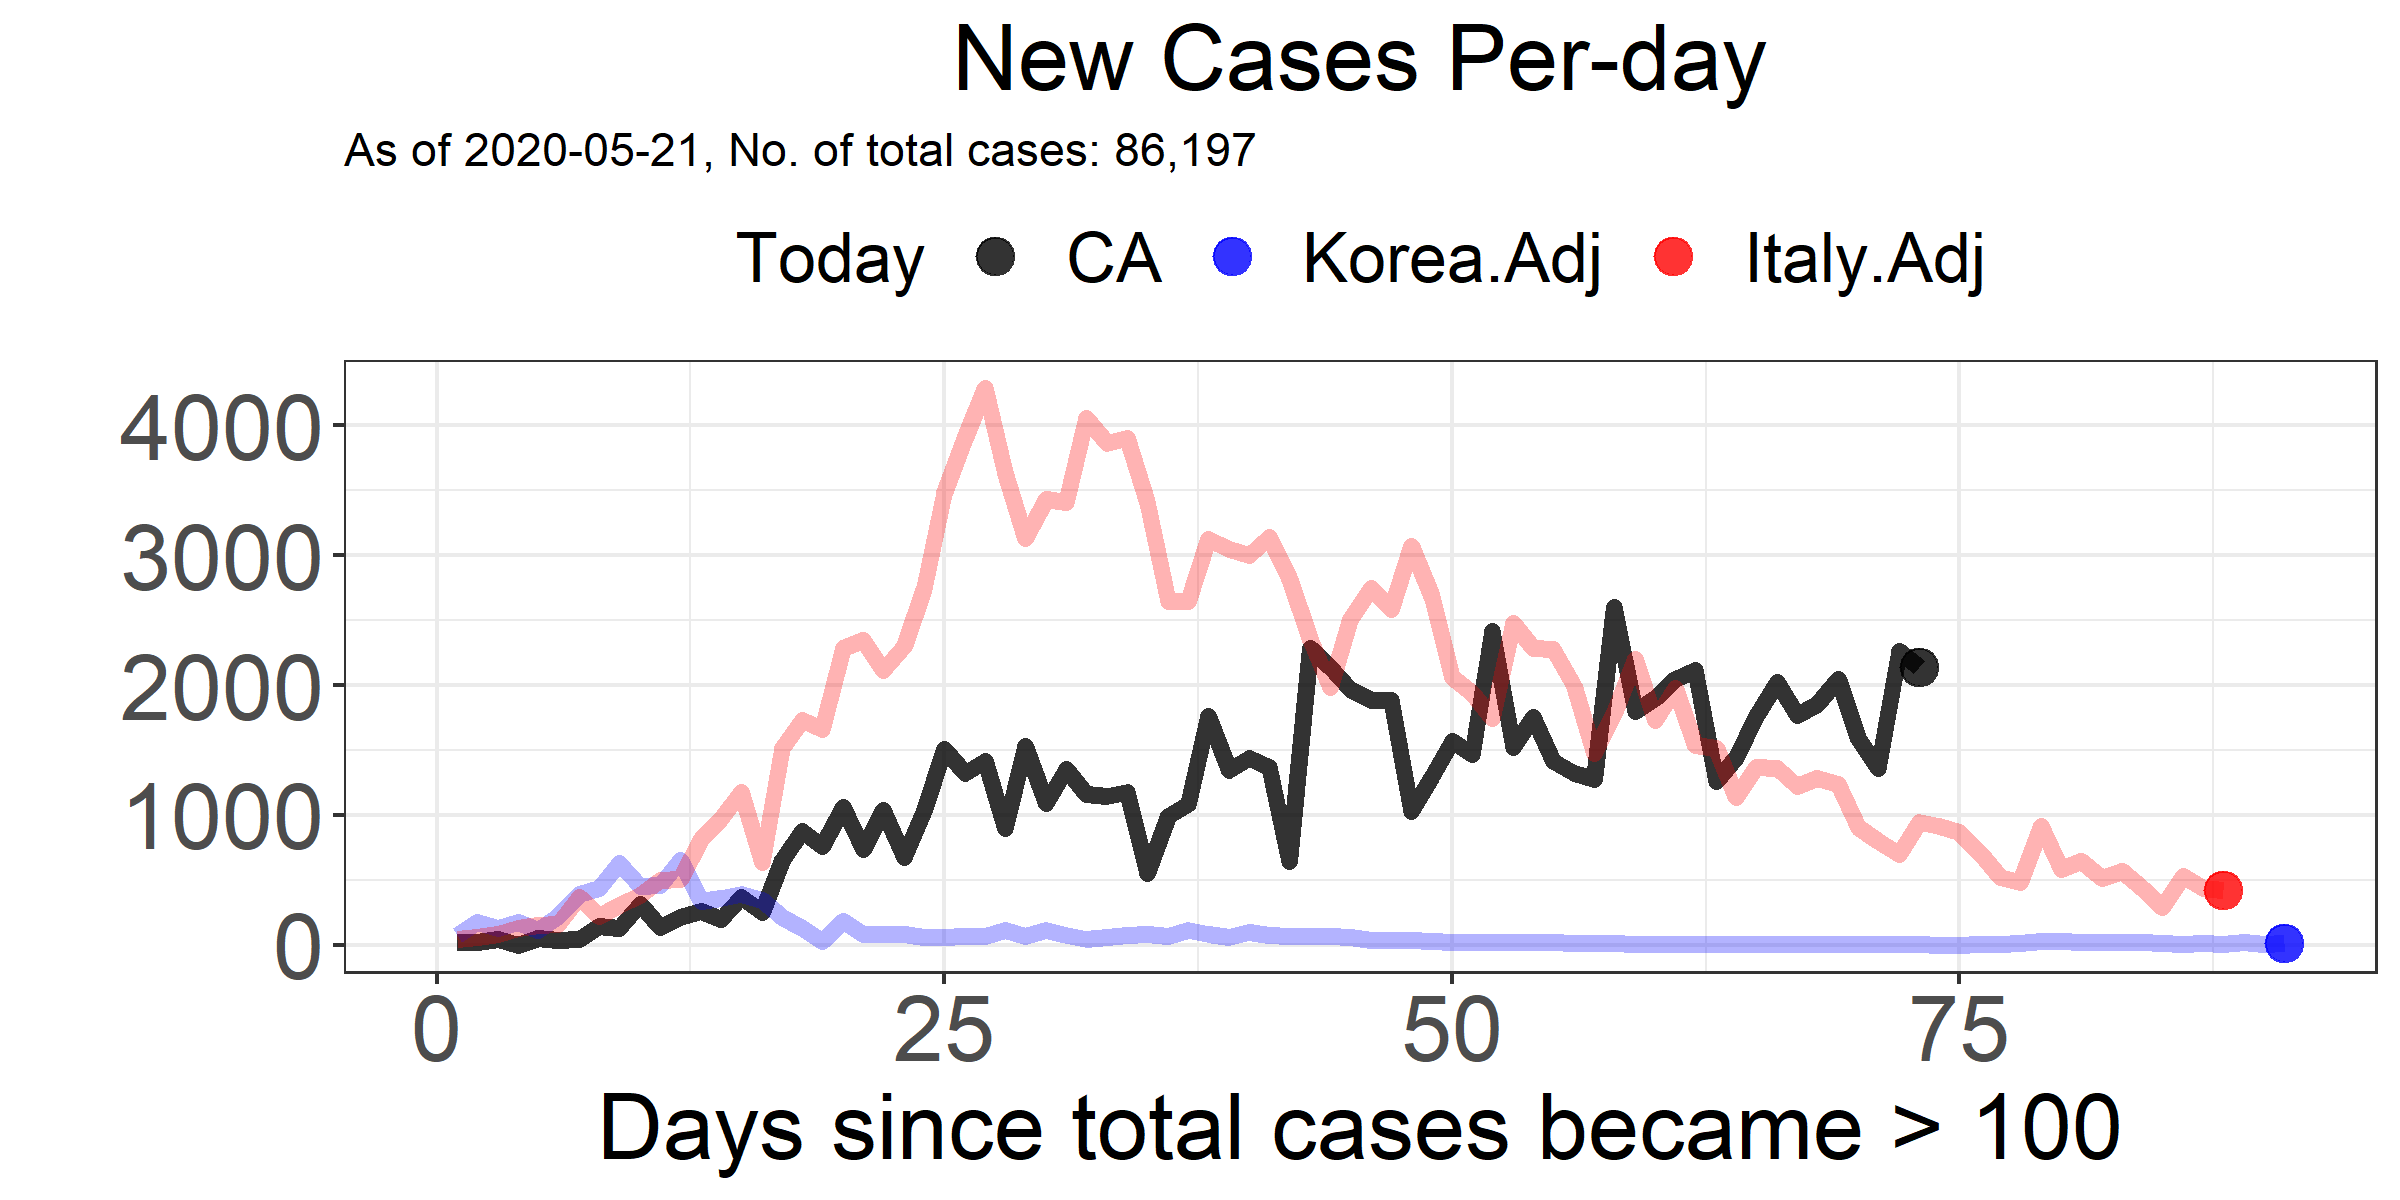 New Cases Per-day
As of 2020-05-21, No. of total cases: 86,197
Today CA Korea.Adj Italy.Adj
4000
3000
2000
1000
0
0 25 50 75
Days since total cases became > 100